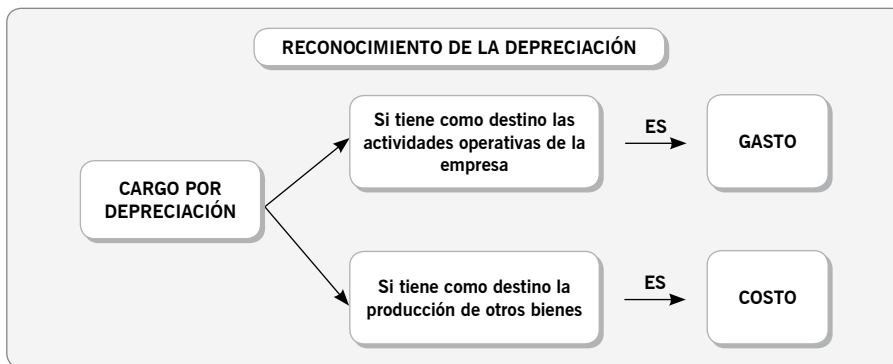 RECONOCIMIENTO DE LA DEPRECIACIÓN
CARGO POR
DEPRECIACIÓN
Si tiene como destino las
actividades operativas de la
empresa
ES
GASTO
Si tiene como destino la
producción de otros bienes
ES
COSTO